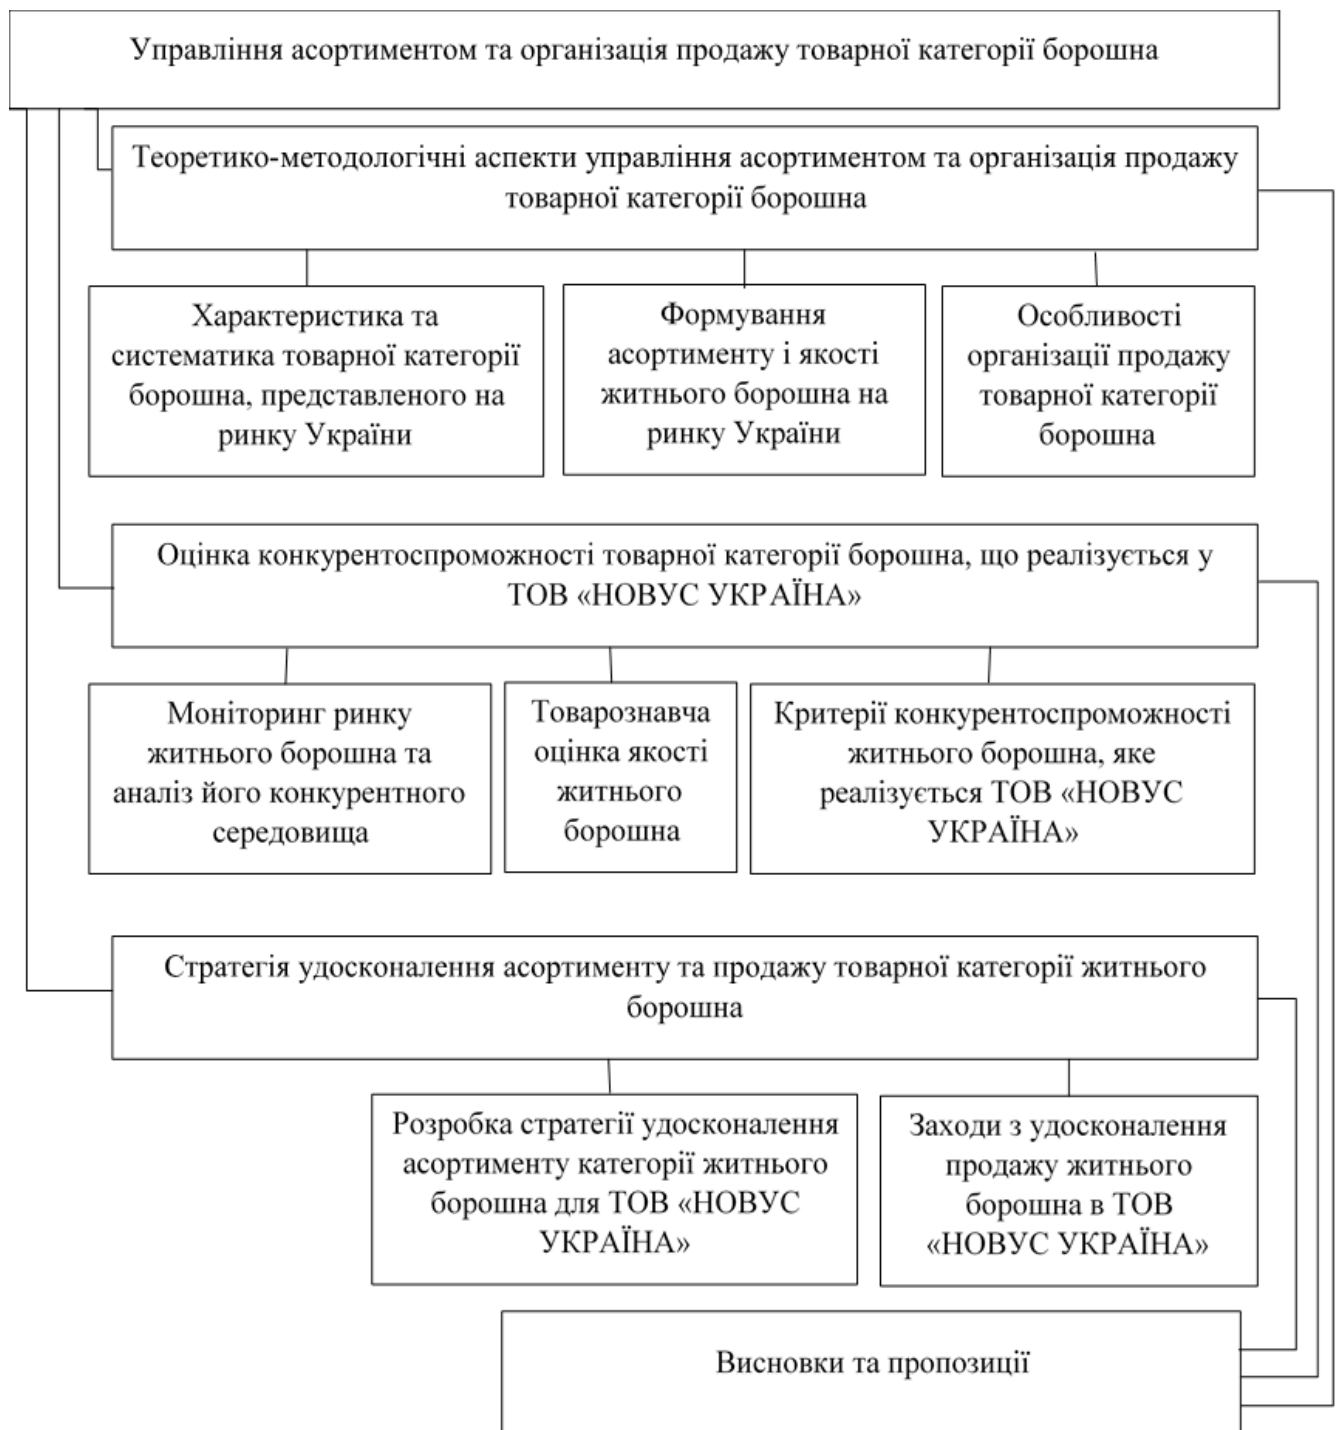 Управління асортиментом та організація продажу товарної категорії борошна
Теоретико-методологічні аспекти управління асортиментом та організація продажу
товарної категорії борошна
Характеристика та
систематика товарної категорії
борошна, представленого на
ринку України
Формування
асортименту і якості
житнього борошна на
ринку України
Особливості
організації продажу
товарної категорії
борошна
Оцінка конкурентоспроможності товарної категорії борошна, що реалізується у
ТОВ «НОВУС УКРАЇНА»
Моніторинг ринку
житнього борошна та
аналіз його конкурентного
середовища
Товарознавча
оцінка якості
житнього
борошна
Критерії конкурентоспроможності
житнього борошна, яке
реалізується ТОВ «НОВУС
УКРАЇНА»
Стратегія удосконалення асортименту та продажу товарної категорії житнього
борошна
Розробка стратегії удосконалення
асортименту категорії житнього
борошна для ТОВ «НОВУС
УКРАЇНА»
Заходи з удосконалення
продажу житнього
борошна в ТОВ
«НОВУС УКРАЇНА»
Висновки та пропозиції